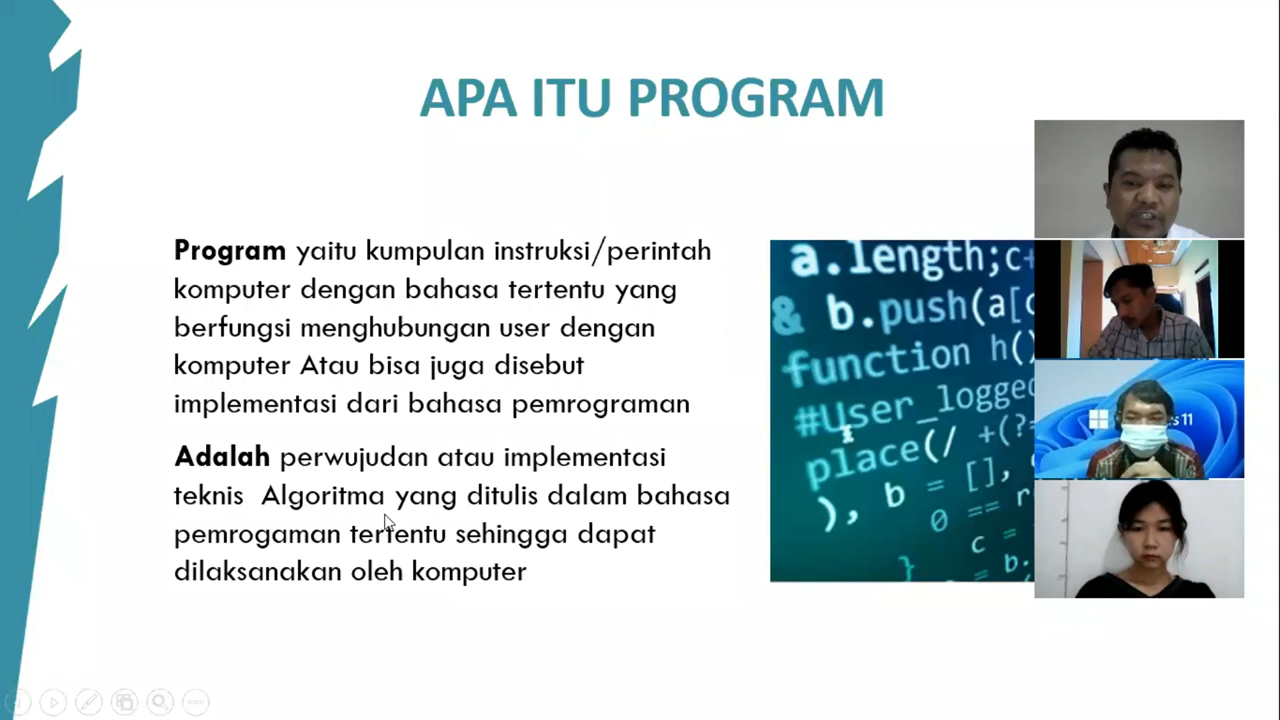 APA ITU PROGRAM
Program yaitu kumpulan instruksi/perintah
komputer dengan bahasa tertentu yang
berfungsi menghubungan user dengan
komputer Atau bisa juga disebut
implementasi dari bahasa pemrograman
Adalah perwujudan atau implementasi
teknis Algoritma yang ditulis dalam bahasa
pemrogaman tertentu sehingga dapat
dilaksanakan oleh komputer
a.length;c+
& b.push(a[c
function h()
#User_logged
place(/ +(?=
), b = [],
0 == r
c =
} = b.
11